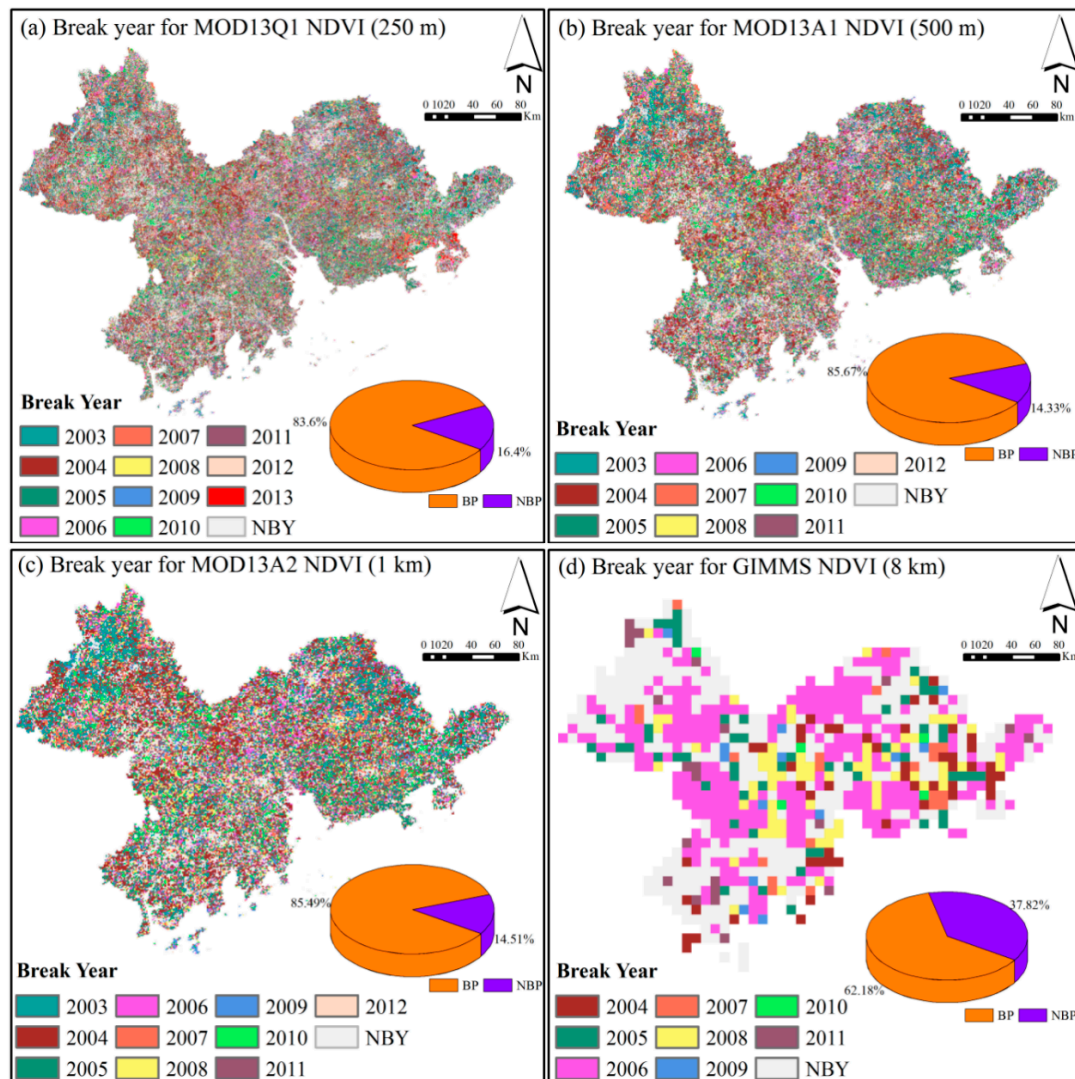 (a) Break year for MOD13Q1 NDVI (250 m)
N
0 1020 40 60 80
Km
Break Year
2003 2007 2011
2004 2008 2012
2005 2009 2013
2006 2010 NBY
83.6%
16.4%
BP NBP
(b) Break year for MOD13A1 NDVI (500 m)
N
0 1020 40 60 80
Km
Break Year
2003 2006 2009 2012
2004 2007 2010 NBY
2005 2008 2011
85.67%
14.33%
BP NBP
(c) Break year for MOD13A2 NDVI (1 km)
N
0 1020 40 60 80
Km
Break Year
2003 2006 2009 2012
2004 2007 2010 NBY
2005 2008 2011
85.49%
14.51%
BP NBP
(d) Break year for GIMMS NDVI (8 km)
N
0 1020 40 60 80
Km
Break Year
2004 2007 2010
2005 2008 2011
2006 2009 NBY
37.82%
62.18%
BP NBP